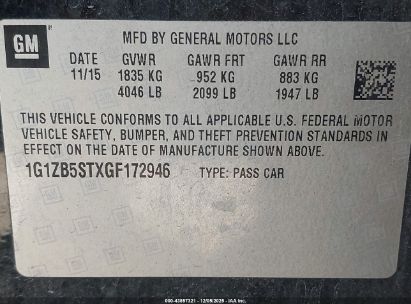 GM
MFD BY GENERAL MOTORS LLC
DATE GVWR GAWR FRT GAWR RR
11/15 1835 KG 952 KG 883 KG
4046 LB 2099 LB 1947 LB
THIS VEHICLE CONFORMS TO ALL APPLICABLE U.S. FEDERAL MOTOR
VEHICLE SAFETY, BUMPER, AND THEFT PREVENTION STANDARDS IN
EFFECT ON THE DATE OF MANUFACTURE SHOWN ABOVE.
1G1ZB5STXGF172946 TYPE: PASS CAR